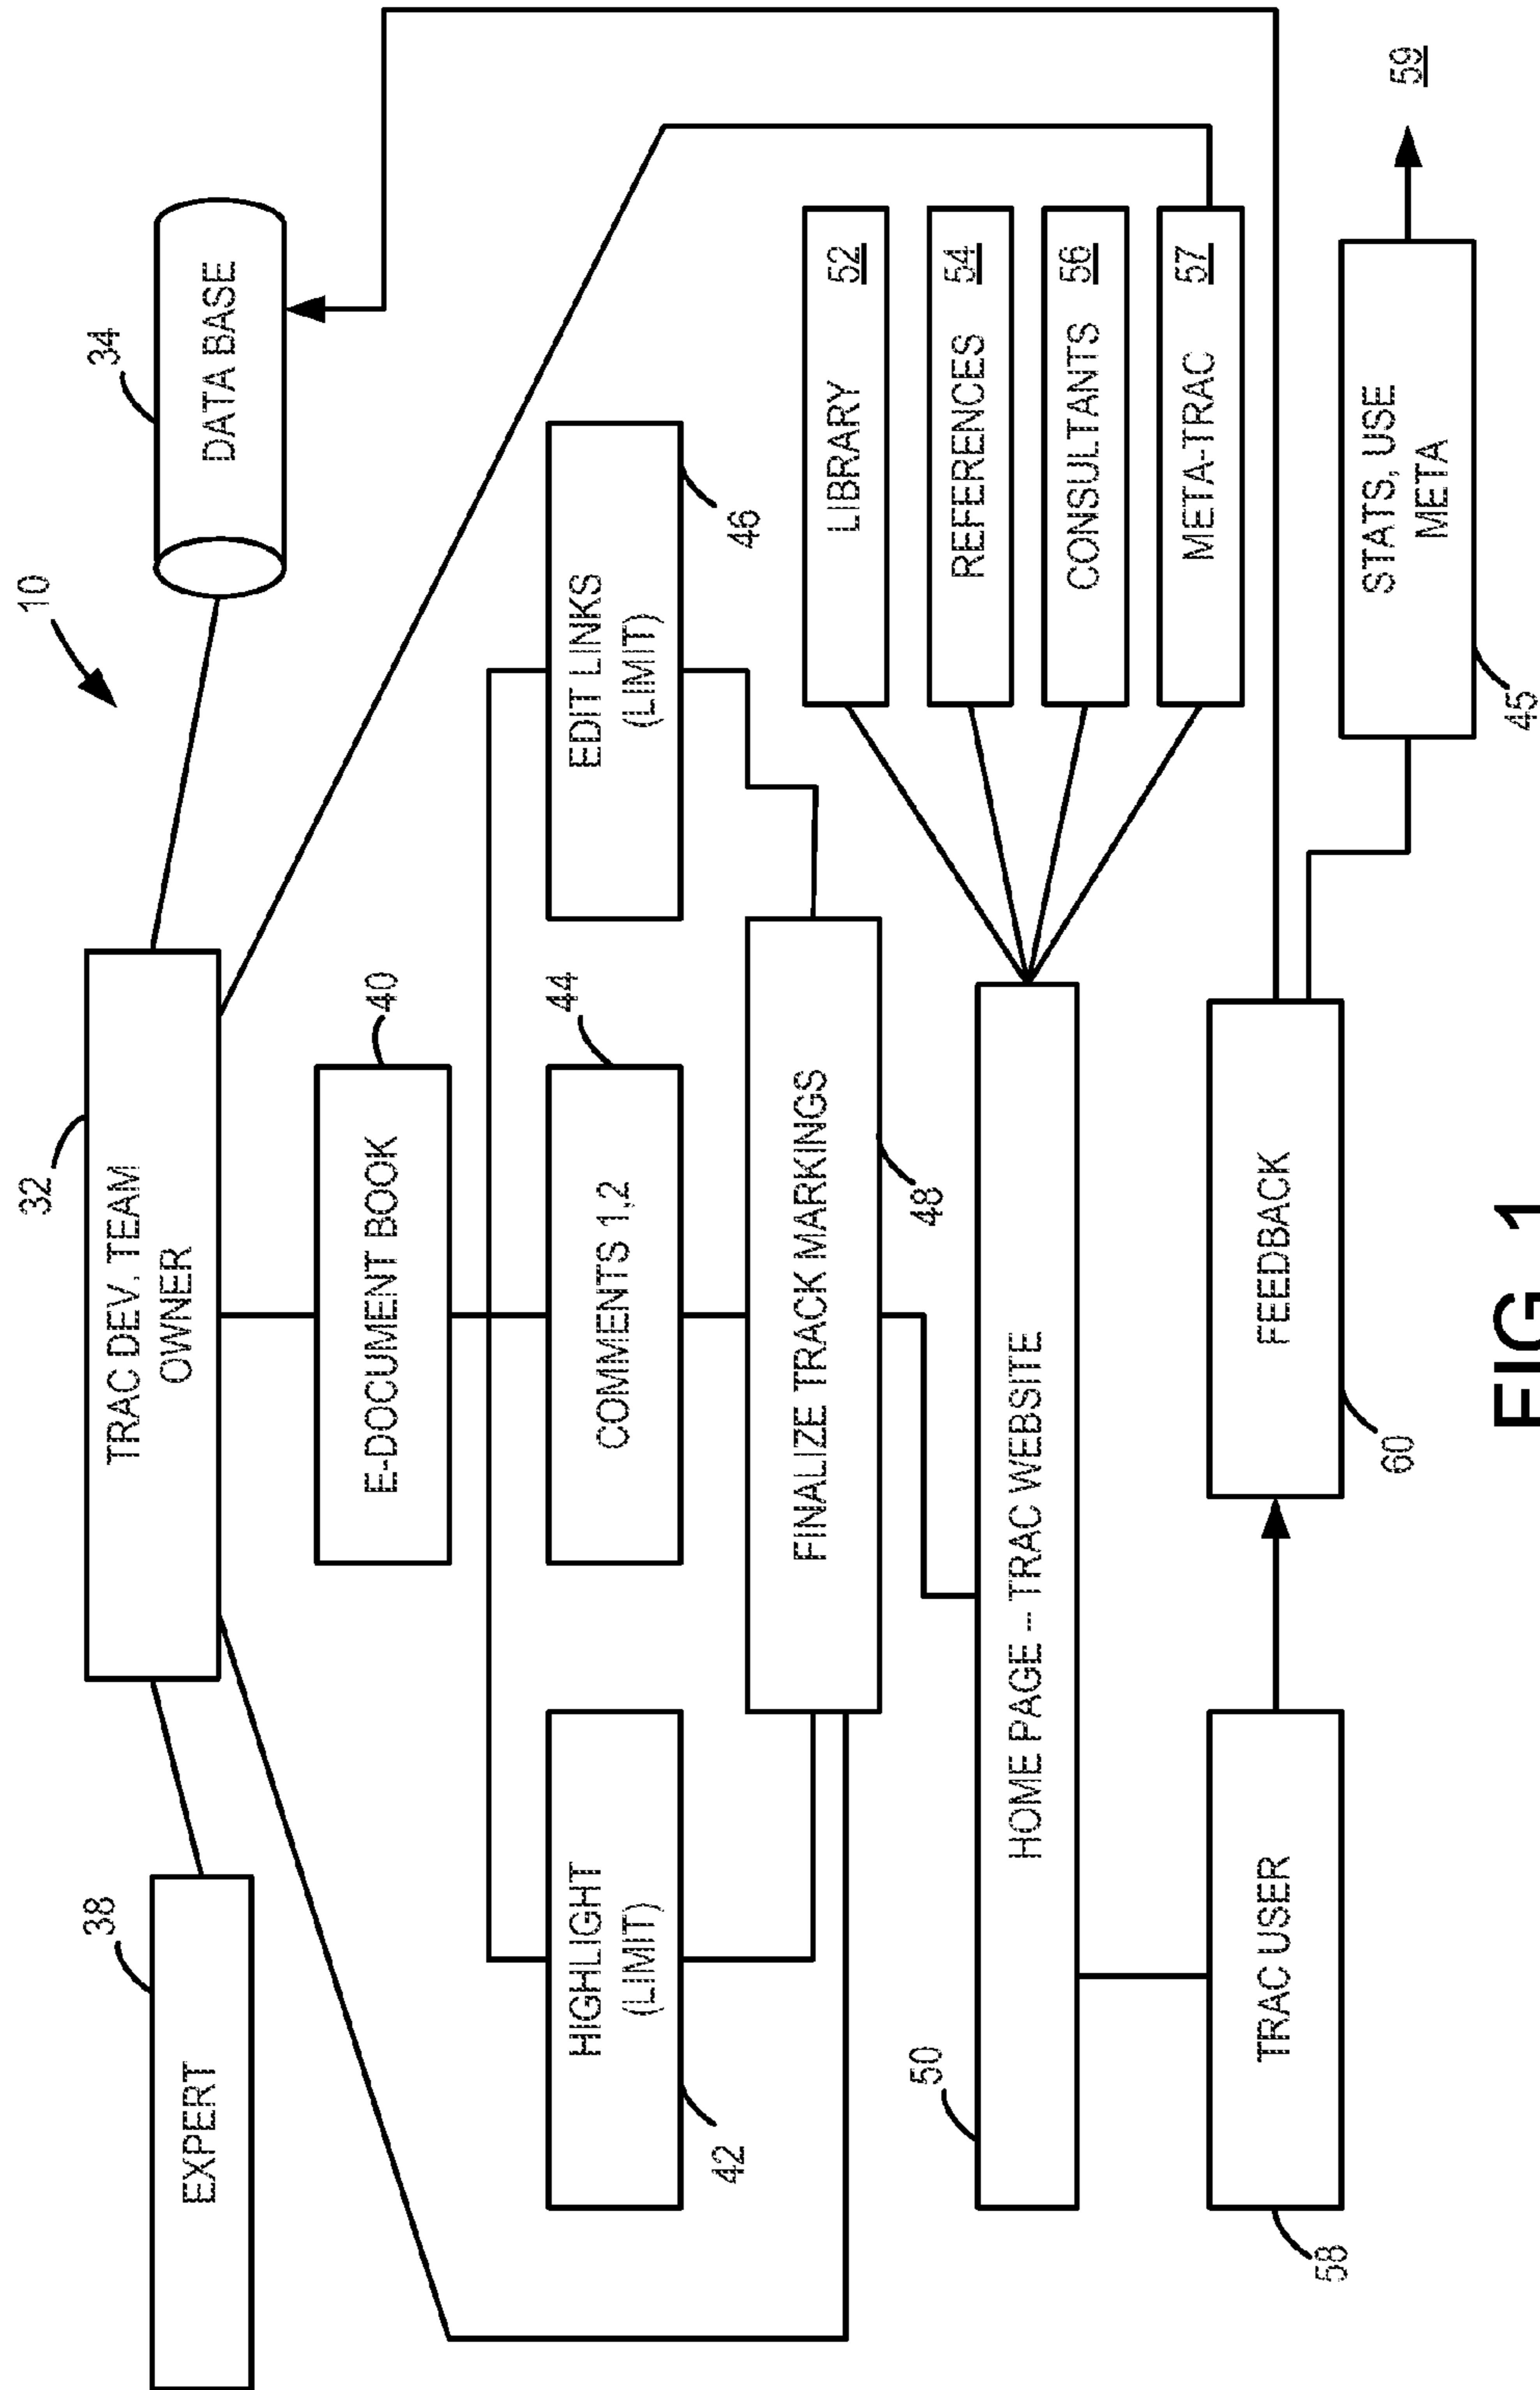 10
32
34
38
TRAC DEV. TEAM
OWNER
DATA BASE
EXPERT
E-DOCUMENT BOOK
40
HIGHLIGHT
(LIMIT)
42
COMMENTS 1,2
44
EDIT LINKS
(LIMIT)
46
FINALIZE TRACK MARKINGS
48
50
HOME PAGE -- TRAC WEBSITE
LIBRARY 52
REFERENCES 54
CONSULTANTS 56
META-TRAC 57
TRAC USER
58
FEEDBACK
60
STATS, USE
META
45
59
FIG. 1